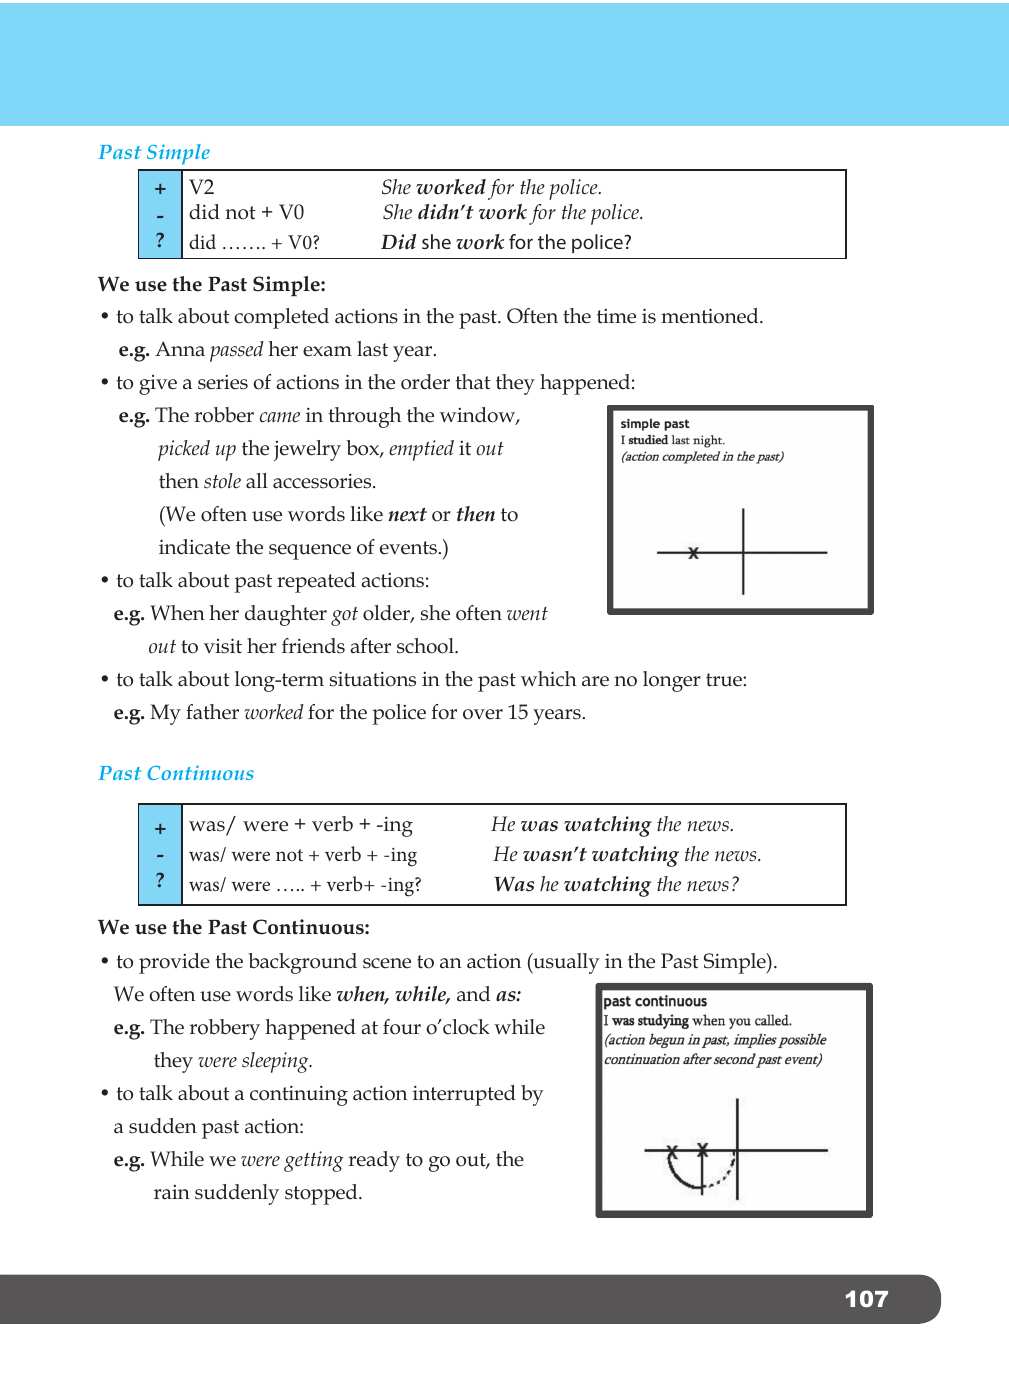 Past Simple
+ V2 She worked for the police.
- did not + V0 She didn’t work for the police.
? did ……. + V0? Did she work for the police?
We use the Past Simple:
• to talk about completed actions in the past. Often the time is mentioned.
e.g. Anna passed her exam last year.
• to give a series of actions in the order that they happened:
e.g. The robber came in through the window,
picked up the jewelry box, emptied it out
then stole all accessories.
(We often use words like next or then to
indicate the sequence of events.)
simple past
I studied last night.
(action completed in the past)
x
• to talk about past repeated actions:
e.g. When her daughter got older, she often went
out to visit her friends after school.
• to talk about long-term situations in the past which are no longer true:
e.g. My father worked for the police for over 15 years.
Past Continuous
+ was/ were + verb + -ing He was watching the news.
- was/ were not + verb + -ing He wasn’t watching the news.
? was/ were ….. + verb+ -ing? Was he watching the news?
We use the Past Continuous:
• to provide the background scene to an action (usually in the Past Simple).
We often use words like when, while, and as:
e.g. The robbery happened at four o’clock while
they were sleeping.
• to talk about a continuing action interrupted by
a sudden past action:
e.g. While we were getting ready to go out, the
rain suddenly stopped.
past continuous
I was studying when you called.
(action begun in past, implies possible
continuation after second past event)
x x
107